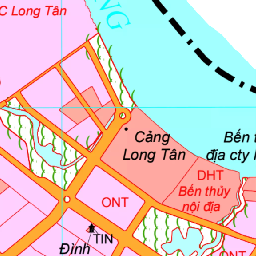 C Long Tân
NG
Cảng
Long Tân
Bến t
địa cty l
DHT
Bến thủy
nội địa
ONT
TIN
Đình
ONT